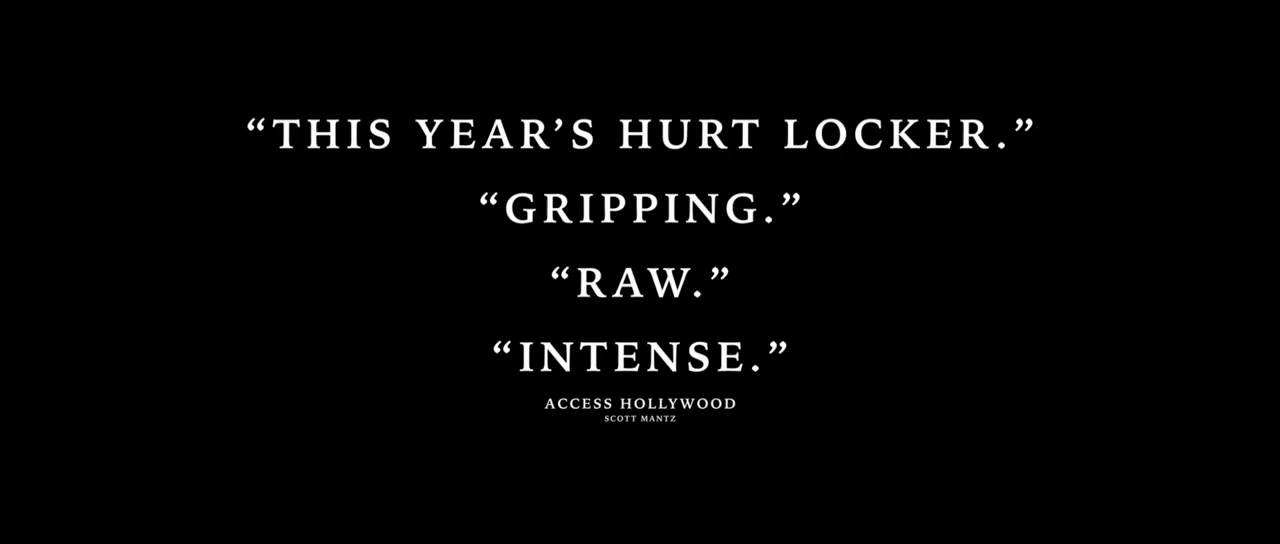 “THIS YEAR’S HURT LOCKER.”
“GRIPPING.”
“RAW.”
“INTENSE.”
ACCESS HOLLYWOOD
SCOTT MANTZ